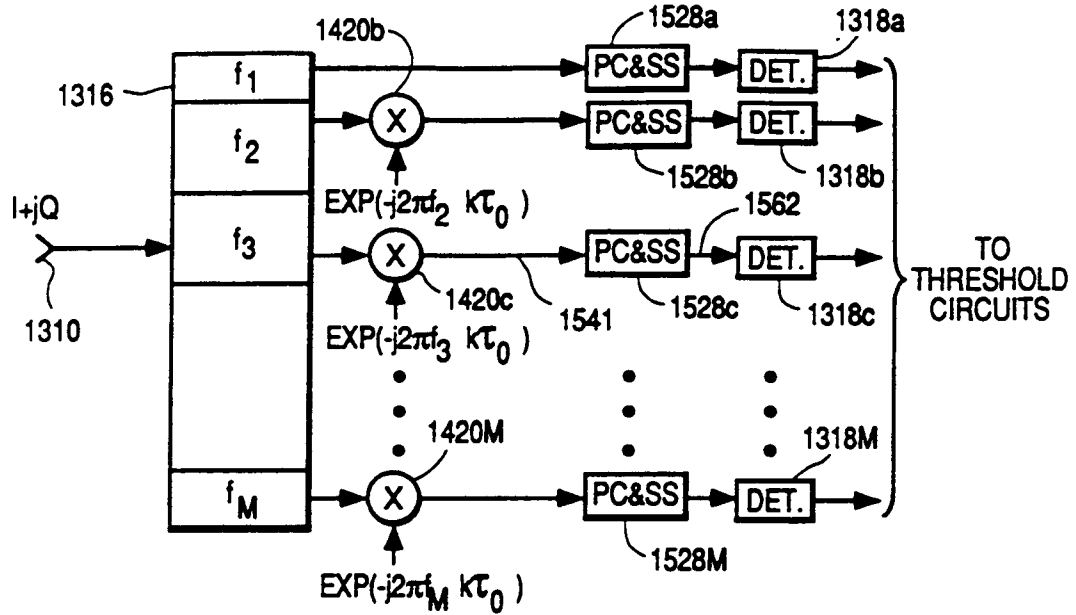 1420b
1528a
1318a
1316
f1
PC&SS
DET.
f2
X
PC&SS
DET.
1528b
1318b
I+jQ
EXP(-j2πf2 kτ0 )
1562
f3
X
PC&SS
DET.
TO
THRESHOLD
CIRCUITS
1310
1420c
1541
1528c
1318c
EXP(-j2πf3 kτ0 )
1420M
1318M
fM
X
PC&SS
DET.
1528M
EXP(-j2πfM kτ0 )